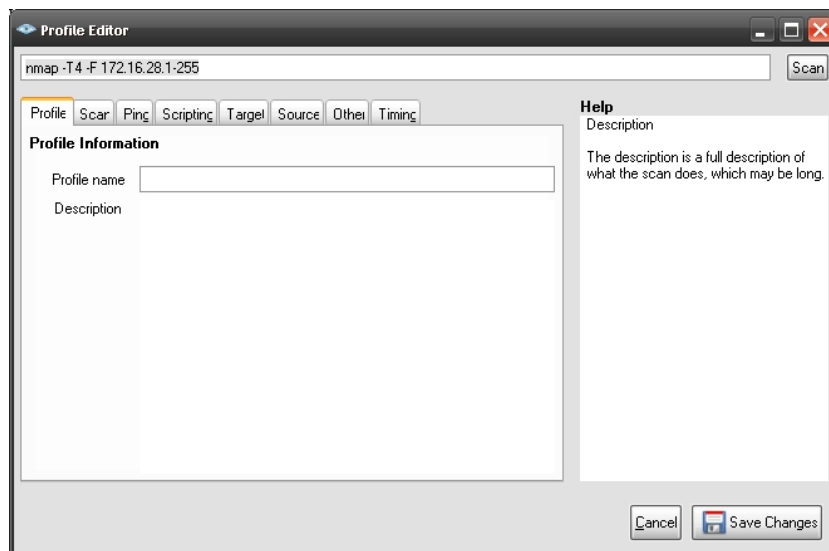 Profile Editor
nmap -T4 -F 172.16.28.1-255
Scan
Profile Scan Ping Scripting Target Source Other Timing
Profile Information
Profile name
Description
Help
Description
The description is a full description of
what the scan does, which may be long.
Cancel Save Changes